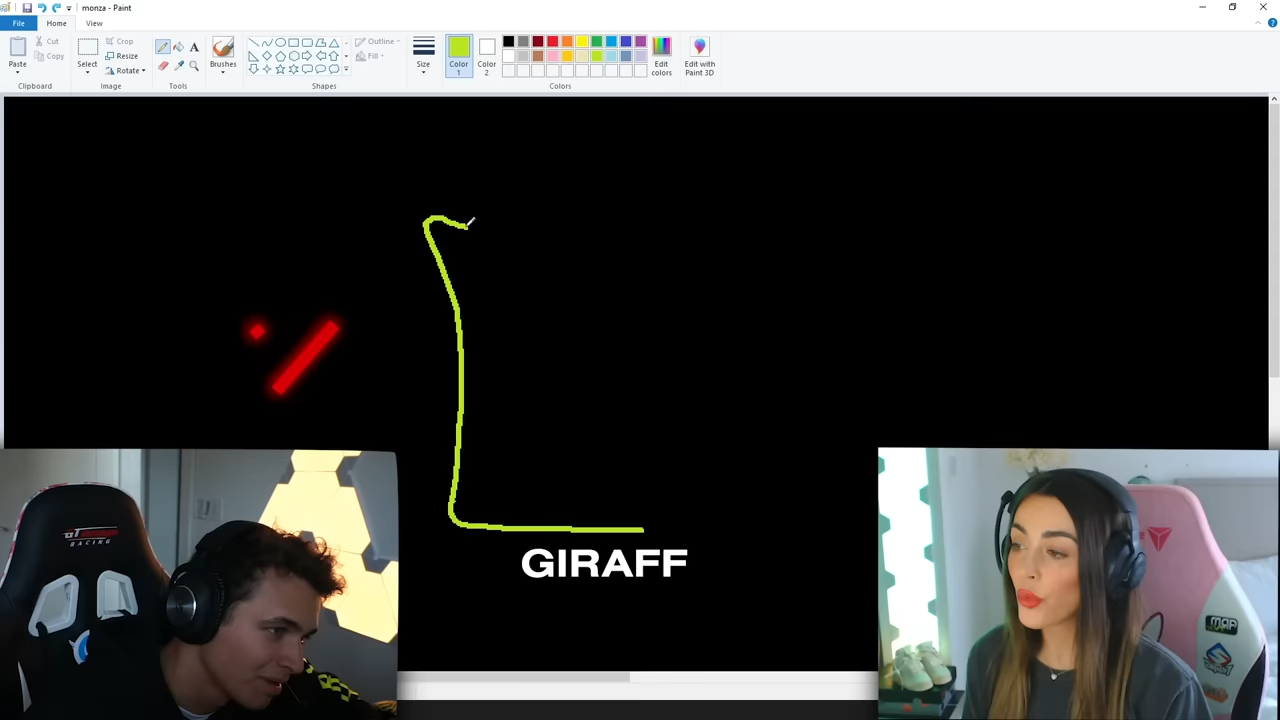 monza - Paint
File
Home
View
Paste
Cut
Copy
Clipboard
Select
Crop
Resize
Rotate
Image
Tools
Brushes
Shapes
Outline
Fill
Size
Color 1
Color 2
Edit colors
Edit with Paint 3D
Colors
GIRAFF
GT
RACING